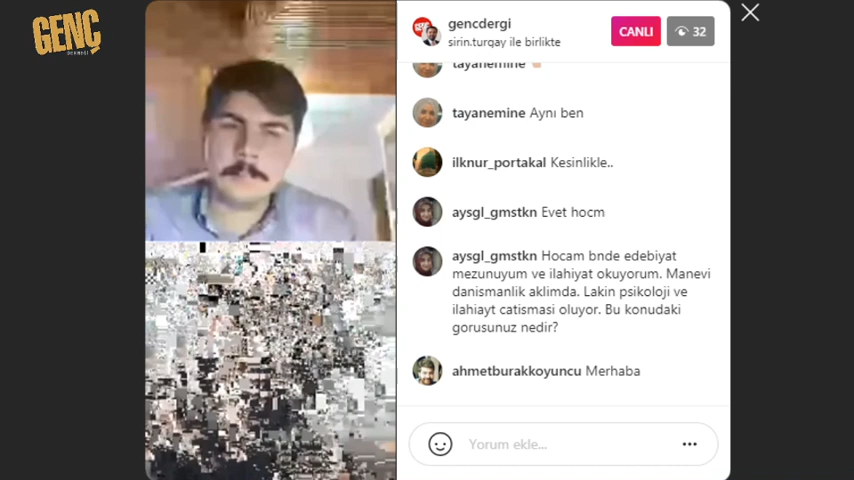 GENÇ
DERNEĞİ
gencdergi
sirin.turgay ile birlikte
CANLI
32
tayanemine
tayanemine Aynı ben
ilknur_portakal Kesinlikle..
aysgl_gmstkn Evet hocm
aysgl_gmstkn Hocam bnde edebiyat
mezunuyum ve ilahiyat okuyorum. Manevi
danismanlik aklimda. Lakin psikoloji ve
ilahiayt catismasi oluyor. Bu konudaki
gorusunuz nedir?
ahmetburakkoyuncu Merhaba
Yorum ekle...